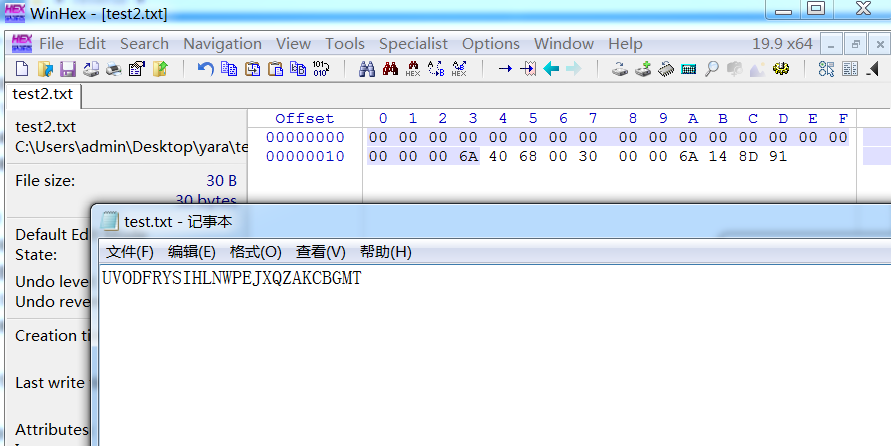 WinHex - [test2.txt]
File Edit Search Navigation View Tools Specialist Options Window Help 19.9 x64
test2.txt
test2.txt
C:\Users\admin\Desktop\yara\te
File size: 30 B
30 bytes
Default Ed
State:
Undo leve
Undo reve
Creation ti
Last write
Attributes
Offset 0 1 2 3 4 5 6 7 8 9 A B C D E F
00000000 00 00 00 00 00 00 00 00 00 00 00 00 00 00 00 00
00000010 00 00 00 6A 40 68 00 30 00 00 6A 14 8D 91
test.txt - 记事本
文件(F) 编辑(E) 格式(O) 查看(V) 帮助(H)
UVODFRYSIHLNWPEJXQZAKCBGMT